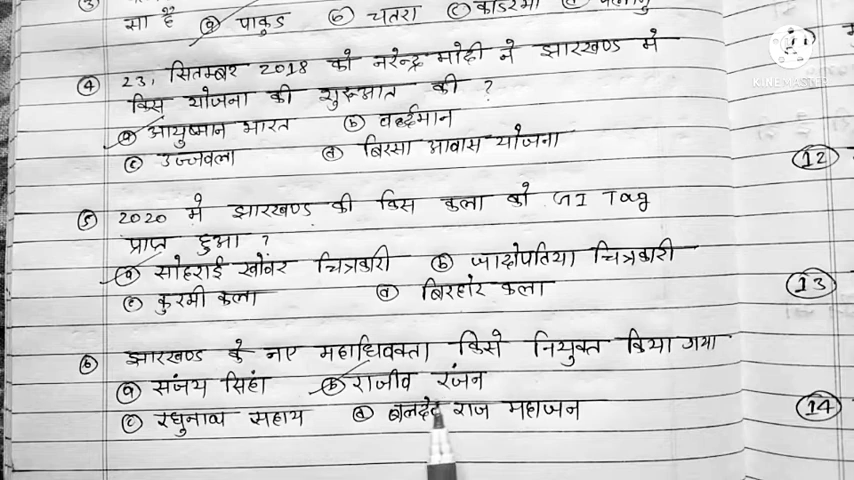 सा है ⓐ पाकुड़ ⓑ चतरा ⓒ कोडरमा ⓓ
④ 23, सितम्बर 2018 को नरेन्द्र मोदी ने झारखण्ड मे
किस योजना की शुरूआत की ?
ⓐ आयुष्मान भारत ⓑ वर्द्धमान
ⓒ उज्जवला ⓓ बिरसा आवास योजना
12
⑤ 2020 मे झारखण्ड की किस कला को GI Tag
प्राप्त हुआ ?
ⓐ सोहराई खोवर चित्रकारी ⓑ जादोपतिया चित्रकारी
ⓒ कुरमी कला ⓓ बिरहोर कला
13
⑥ झारखण्ड के नए महाधिवक्ता किसे नियुक्त किया गया
ⓐ संजय सिंहा ⓑ राजीव रंजन
ⓒ रघुनाथ सहाय ⓓ बलदेव राज महाजन
14
KINEMASTER